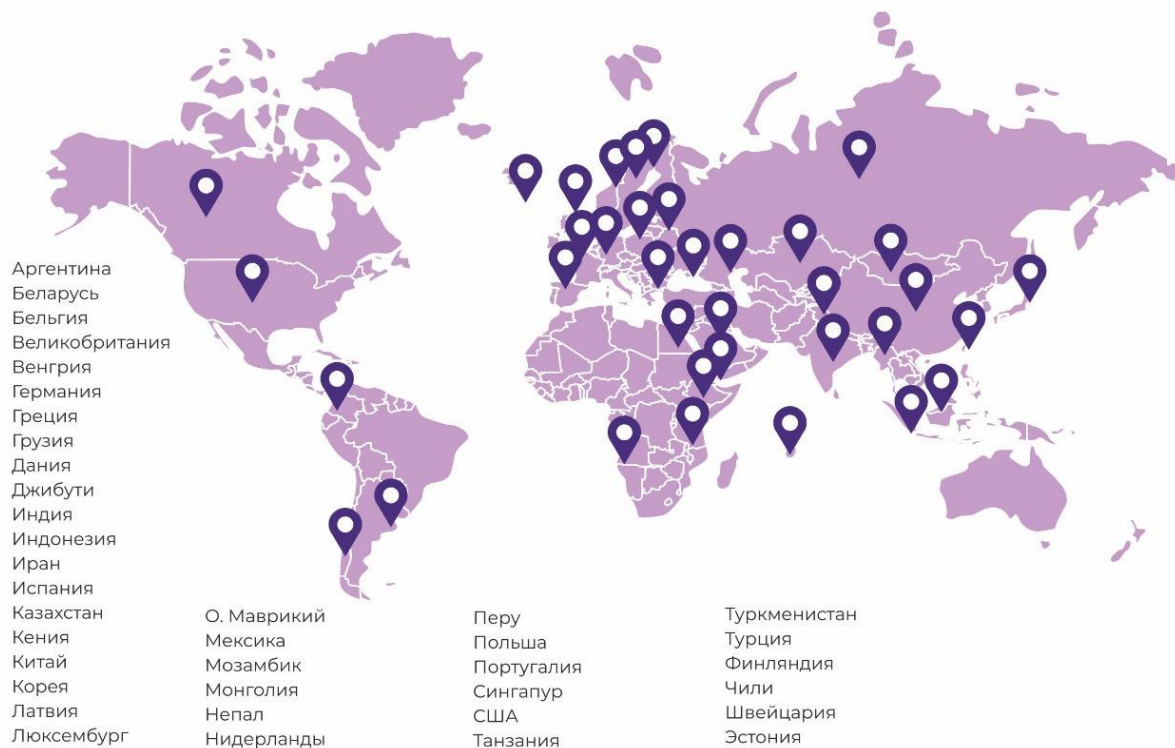 Аргентина
Беларусь
Бельгия
Великобритания
Венгрия
Германия
Греция
Грузия
Дания
Джибути
Индия
Индонезия
Иран
Испания
Казахстан
Кения
Китай
Корея
Латвия
Люксембург
О. Маврикий
Мексика
Мозамбик
Монголия
Непал
Нидерланды
Перу
Польша
Португалия
Сингапур
США
Танзания
Туркменистан
Турция
Финляндия
Чили
Швейцария
Эстония